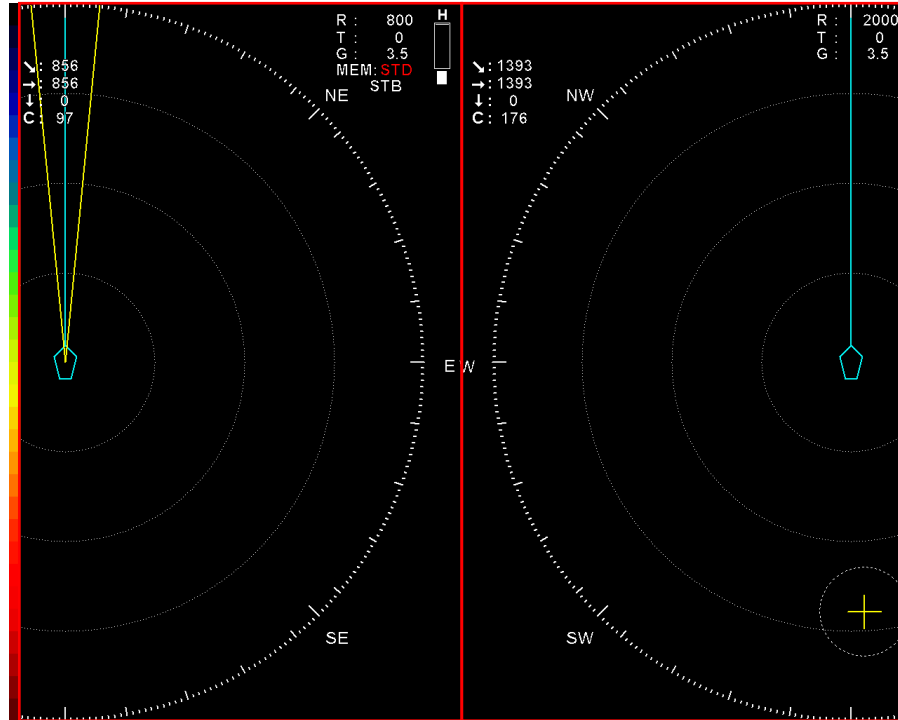 R : 800
T : 0
G : 3.5
MEM: STD
STB
H
↘: 856
→: 856
↓: 0
C : 97
NE
E
SE
R : 2000
T : 0
G : 3.5
↘: 1393
→: 1393
↓: 0
C : 176
NW
W
SW